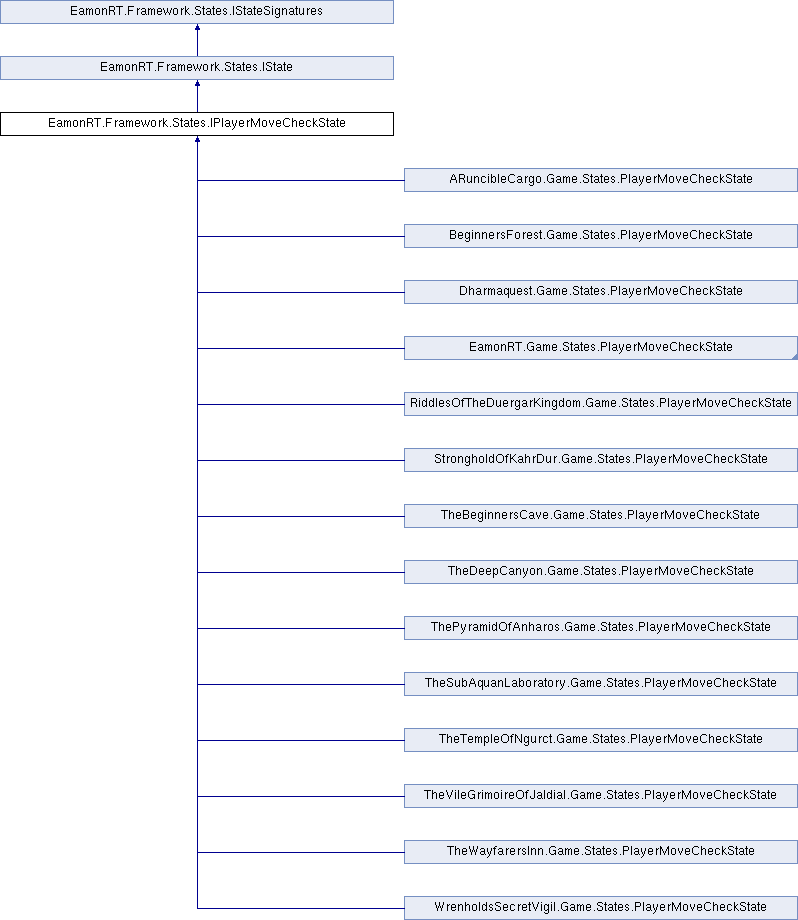 EamonRT.Framework.States.IStateSignatures
EamonRT.Framework.States.IState
EamonRT.Framework.States.IPlayerMoveCheckState
ARuncibleCargo.Game.States.PlayerMoveCheckState
BeginnersForest.Game.States.PlayerMoveCheckState
Dharmaquest.Game.States.PlayerMoveCheckState
EamonRT.Game.States.PlayerMoveCheckState
RiddlesOfTheDuergarKingdom.Game.States.PlayerMoveCheckState
StrongholdOfKahrDur.Game.States.PlayerMoveCheckState
TheBeginnersCave.Game.States.PlayerMoveCheckState
TheDeepCanyon.Game.States.PlayerMoveCheckState
ThePyramidOfAnharos.Game.States.PlayerMoveCheckState
TheSubAquanLaboratory.Game.States.PlayerMoveCheckState
TheTempleOfNgurct.Game.States.PlayerMoveCheckState
TheVileGrimoireOfJaldial.Game.States.PlayerMoveCheckState
TheWayfarersInn.Game.States.PlayerMoveCheckState
WrenholdsSecretVigil.Game.States.PlayerMoveCheckState